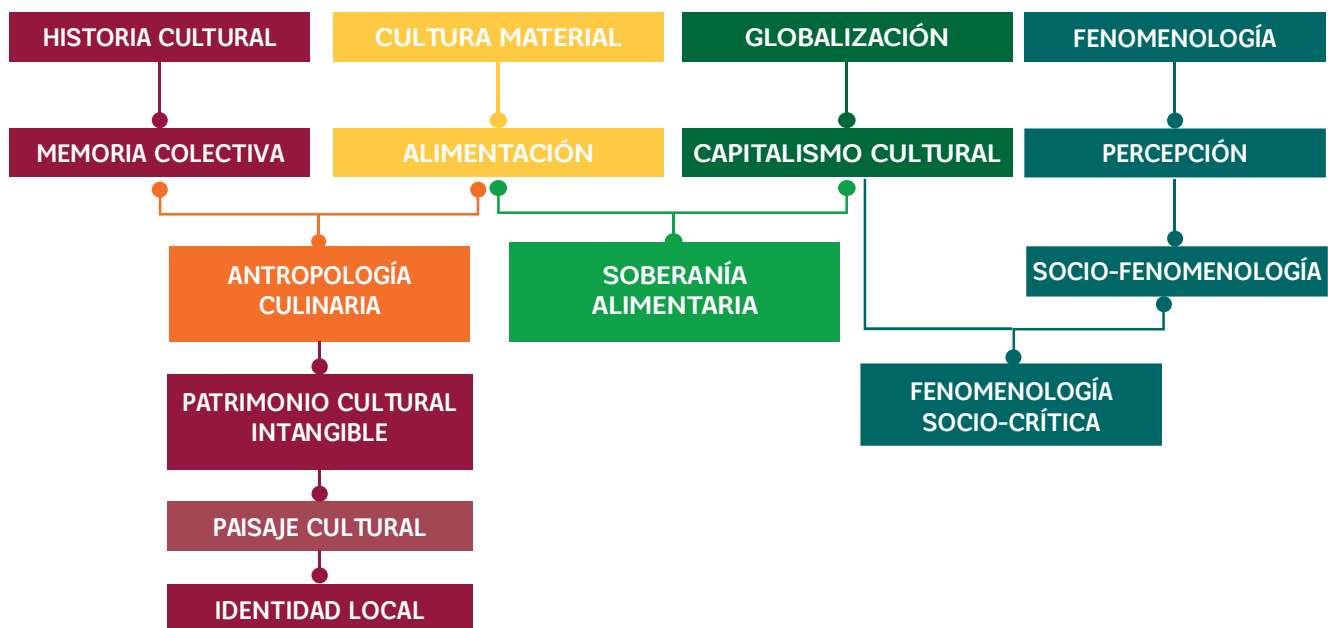 HISTORIA CULTURAL
CULTURA MATERIAL
GLOBALIZACIÓN
FENOMENOLOGÍA
MEMORIA COLECTIVA
ALIMENTACIÓN
CAPITALISMO CULTURAL
PERCEPCIÓN
ANTROPOLOGÍA
CULINARIA
SOBERANÍA
ALIMENTARIA
SOCIO-FENOMENOLOGÍA
PATRIMONIO CULTURAL
INTANGIBLE
FENOMENOLOGÍA
SOCIO-CRÍTICA
PAISAJE CULTURAL
IDENTIDAD LOCAL